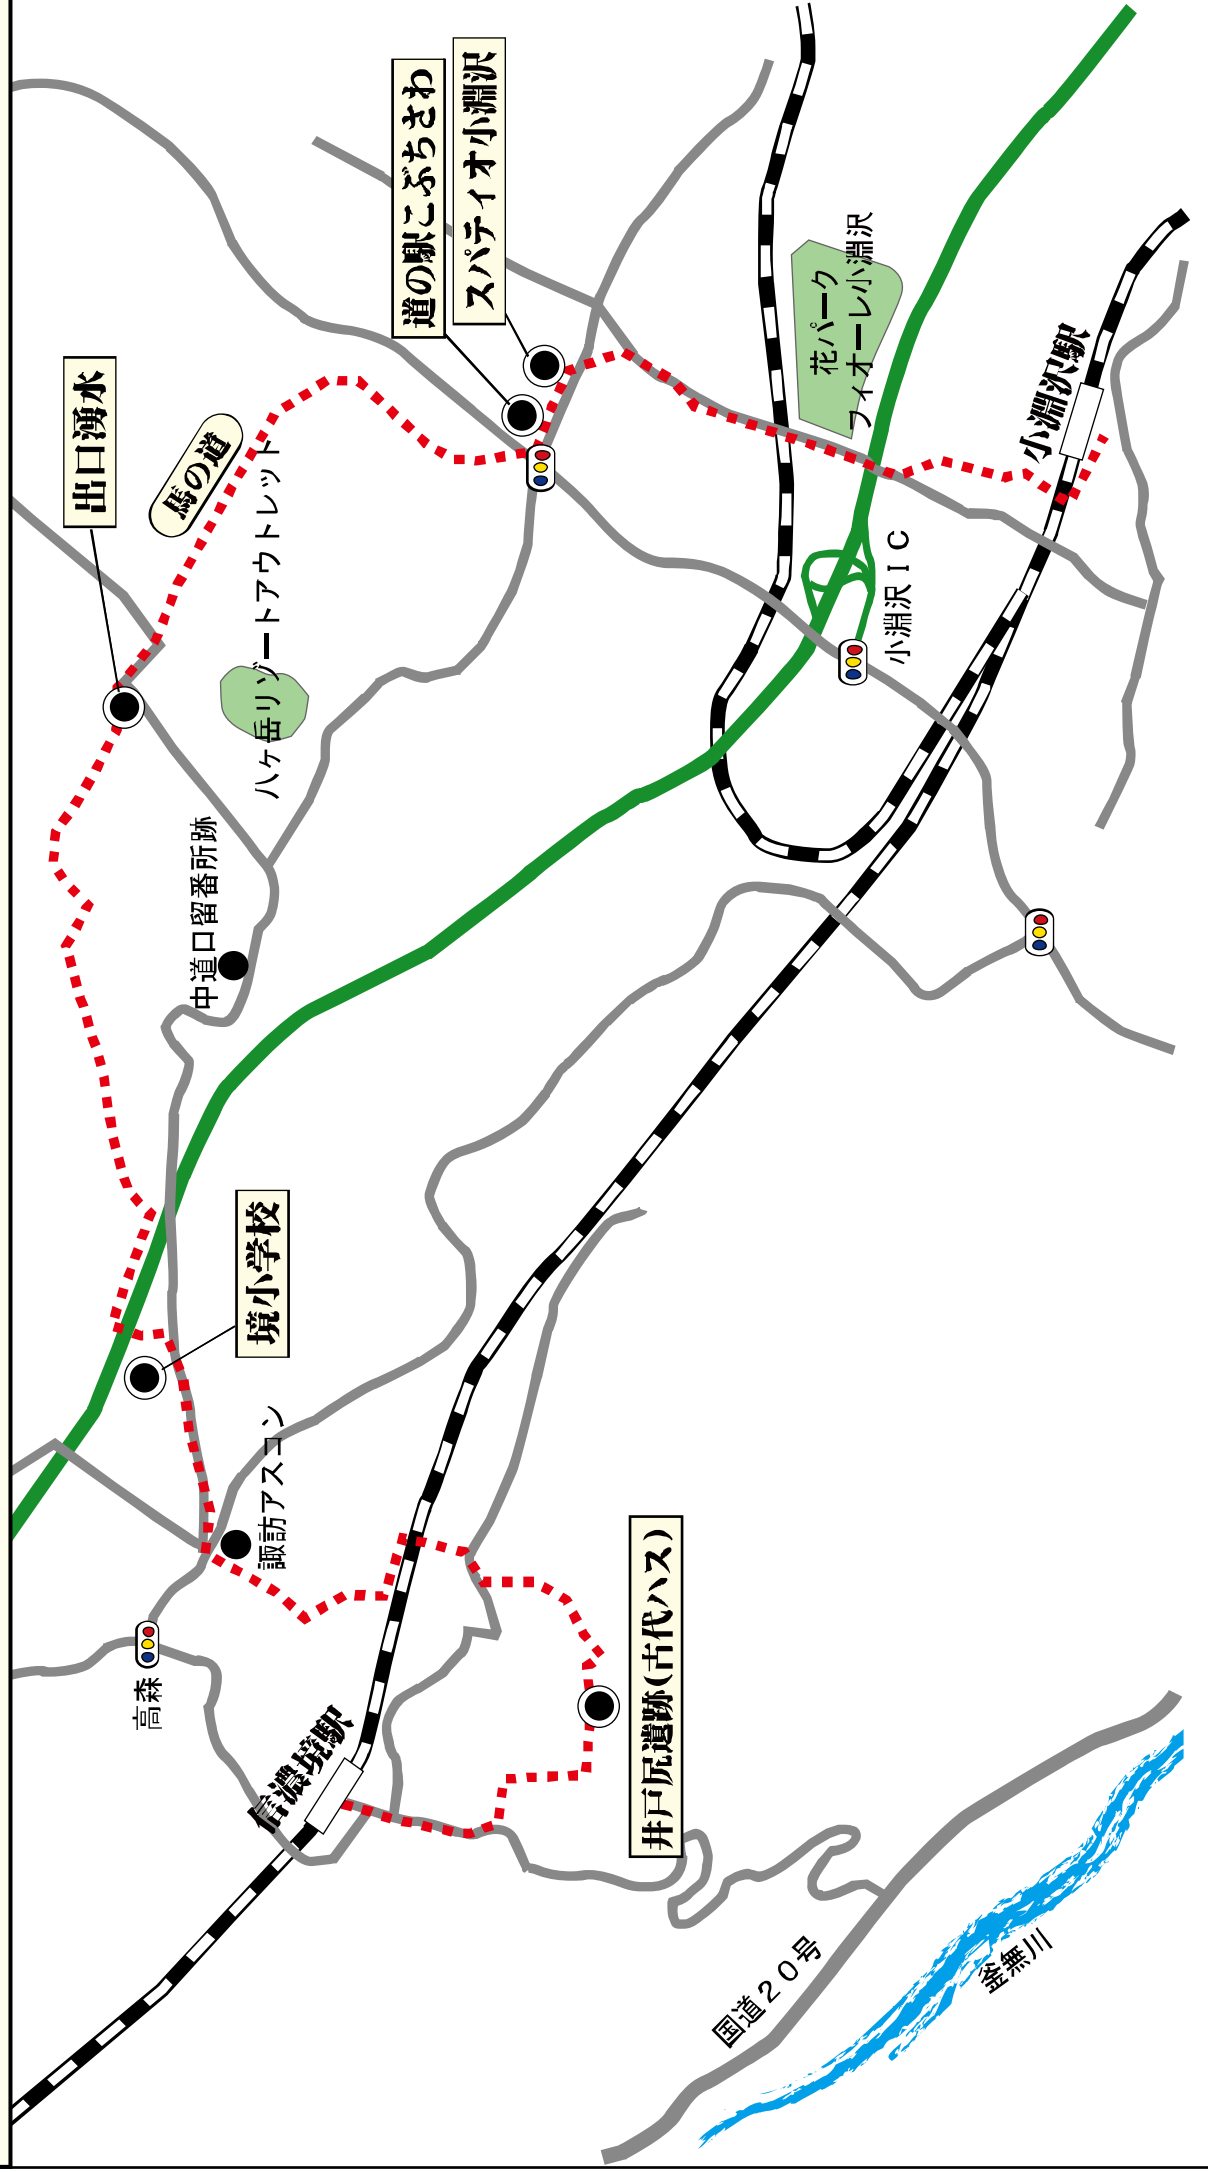 出口湧水
馬の道
道の駅こぶちさわ
スパティオ小淵沢
八ヶ岳リゾートアウトレット
花パーク
フィオーレ小淵沢
小淵沢駅
小淵沢ＩＣ
中道口留番所跡
境小学校
諏訪アスコン
高森
信濃境駅
井戸尻遺跡(古代ハス)
国道２０号
釜無川